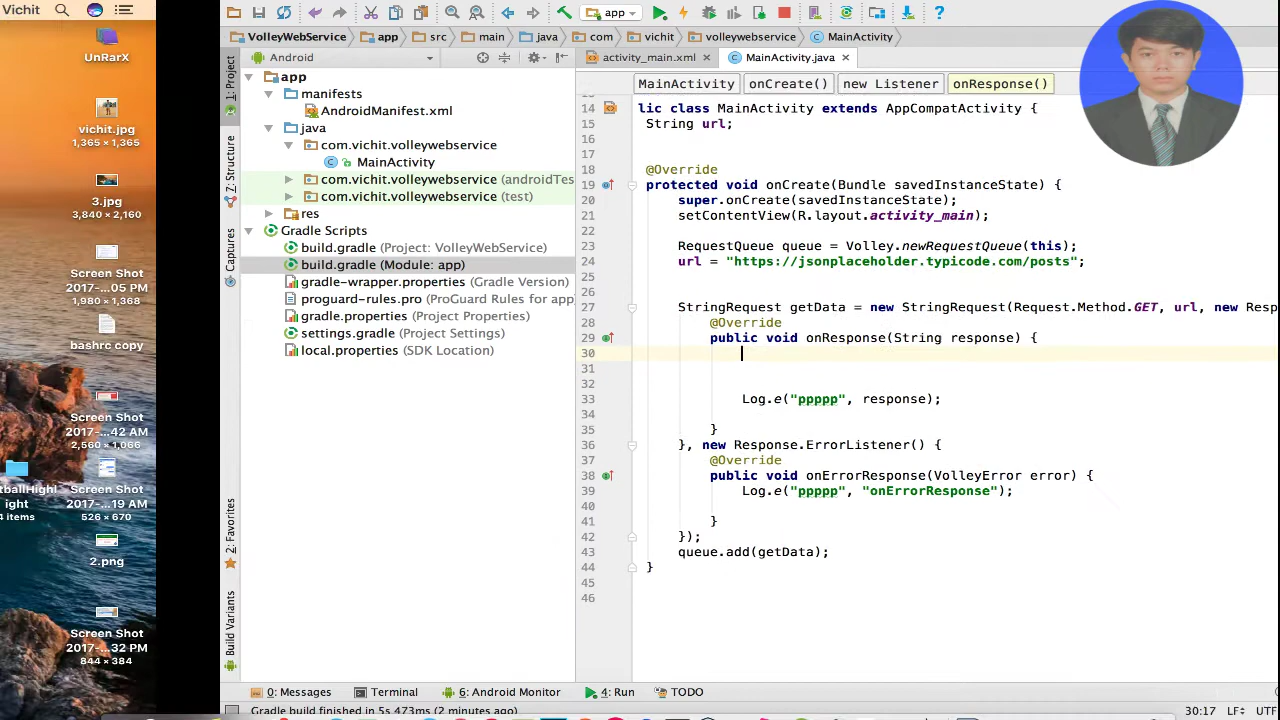 Vichit
UnRarX
vichit.jpg
1,365 × 1,365
3.jpg
3,840 × 2,160
Screen Shot
2017-...05 PM
1,980 × 1,368
bashrc copy
Screen Shot
2017-....42 AM
2,560 × 1,066
tballHighl
ight
4 items
Screen Shot
2017-....19 AM
526 × 670
2.png
Screen Shot
2017-....32 PM
844 × 384
app
VolleyWebService
app
src
main
java
com
vichit
volleywebservice
MainActivity
1: Project
7: Structure
Captures
2: Favorites
Build Variants
Android
app
manifests
AndroidManifest.xml
java
com.vichit.volleywebservice
MainActivity
com.vichit.volleywebservice (androidTes
com.vichit.volleywebservice (test)
res
Gradle Scripts
build.gradle (Project: VolleyWebService)
build.gradle (Module: app)
gradle-wrapper.properties (Gradle Version)
proguard-rules.pro (ProGuard Rules for app
gradle.properties (Project Properties)
settings.gradle (Project Settings)
local.properties (SDK Location)
activity_main.xml
MainActivity.java
MainActivity
onCreate()
new Listener
onResponse()
14 lic class MainActivity extends AppCompatActivity {
15 String url;
16
17
18 @Override
19 protected void onCreate(Bundle savedInstanceState) {
20 super.onCreate(savedInstanceState);
21 setContentView(R.layout.activity_main);
22
23 RequestQueue queue = Volley.newRequestQueue(this);
24 url = "https://jsonplaceholder.typicode.com/posts";
25
26
27 StringRequest getData = new StringRequest(Request.Method.GET, url, new Resp
28 @Override
29 public void onResponse(String response) {
30
31
32
33 Log.e("ppppp", response);
34
35 }
36 }, new Response.ErrorListener() {
37 @Override
38 public void onErrorResponse(VolleyError error) {
39 Log.e("ppppp", "onErrorResponse");
40
41 }
42 });
43 queue.add(getData);
44 }
45
46
0: Messages
Terminal
6: Android Monitor
4: Run
TODO
Gradle build finished in 5s 473ms (2 minutes ago)
30:17
LF÷
U